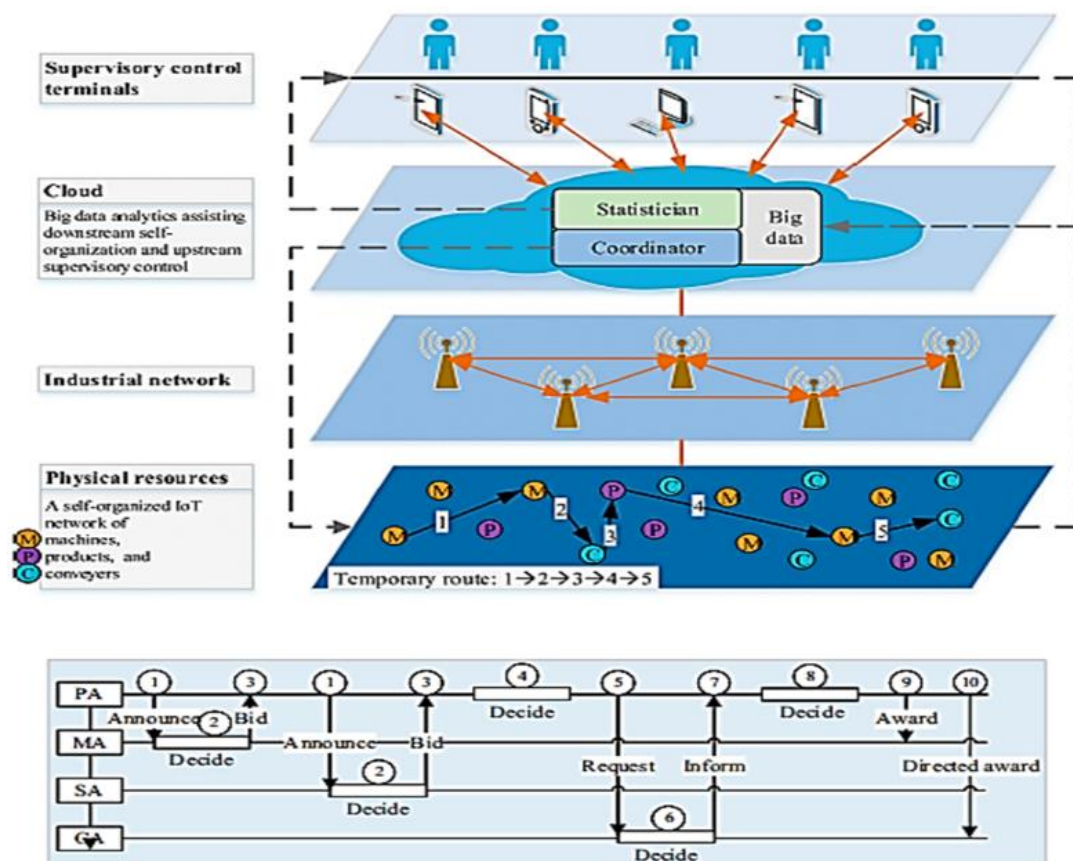 Supervisory control
terminals
Cloud
Big data analytics assisting
downstream self-
organization and upstream
supervisory control
Statistician
Coordinator
Big
data
Industrial network
Physical resources
A self-organized IoT
network of
M machines,
P products, and
C conveyers
M
M
M
P
P
C
C
P
M
P
C
M
C
C
M
M
C
P
M
1
2
3
4
5
Temporary route: 1→2→3→4→5
PA
1
3
1
3
4
5
7
8
9
10
Announce
2
Bid
Decide
Decide
Award
MA
Decide
Announce
Bid
2
Request
Inform
Directed award
SA
Decide
6
Decide